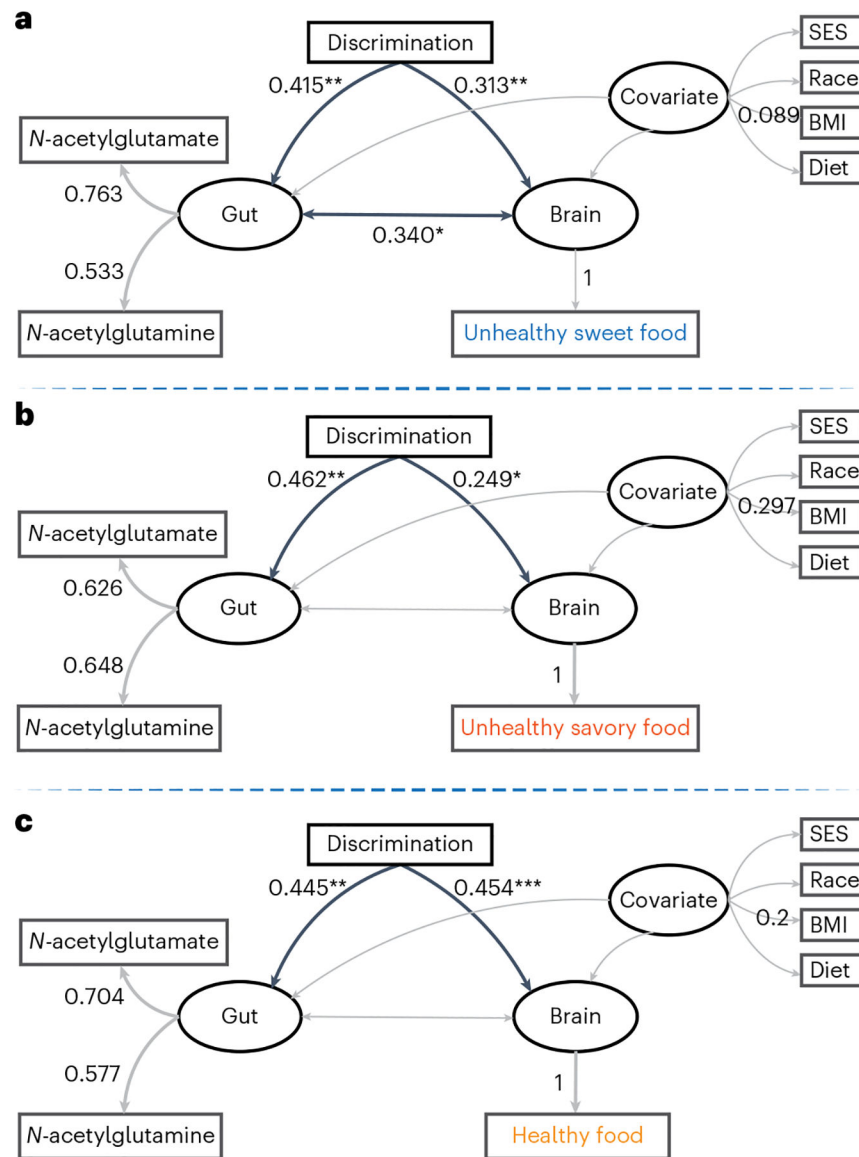 a
Discrimination
SES
0.415**
0.313**
Race
Covariate
0.089
BMI
N-acetylglutamate
Diet
0.763
Gut
Brain
0.340*
0.533
1
N-acetylglutamine
Unhealthy sweet food
b
Discrimination
SES
0.462**
0.249*
Race
Covariate
0.297
BMI
N-acetylglutamate
Diet
0.626
Gut
Brain
0.648
1
N-acetylglutamine
Unhealthy savory food
c
Discrimination
SES
0.445**
0.454***
Race
Covariate
0.2
BMI
N-acetylglutamate
Diet
0.704
Gut
Brain
0.577
1
N-acetylglutamine
Healthy food